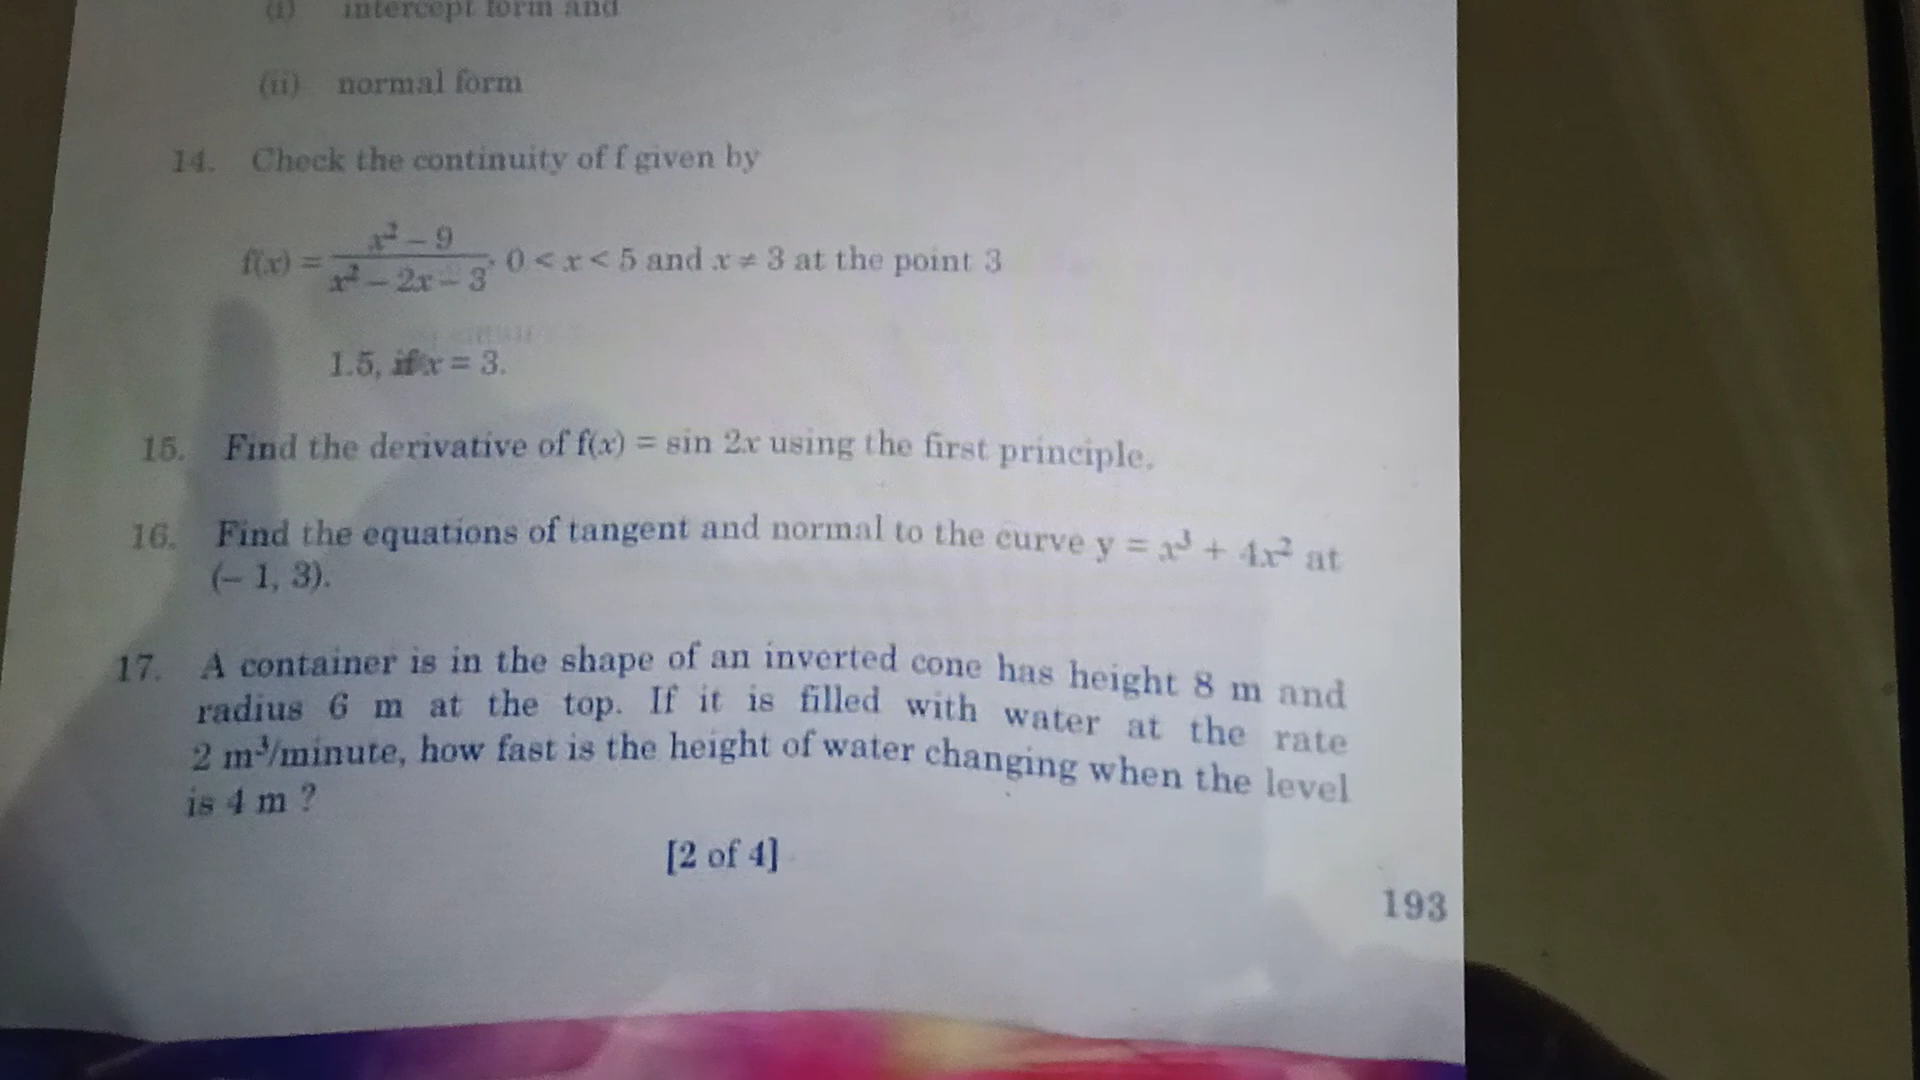 (i) intercept form and
(ii) normal form
14. Check the continuity of f given by
f(x) = \frac{x² – 9}{x² – 2x – 3}, 0 < x < 5 and x ≠ 3 at the point 3
1.5, if x = 3.
15. Find the derivative of f(x) = sin 2x using the first principle.
16. Find the equations of tangent and normal to the curve y = x³ + 4x² at
(– 1, 3).
17. A container is in the shape of an inverted cone has height 8 m and
radius 6 m at the top. If it is filled with water at the rate
2 m³/minute, how fast is the height of water changing when the level
is 4 m ?
[2 of 4]
193